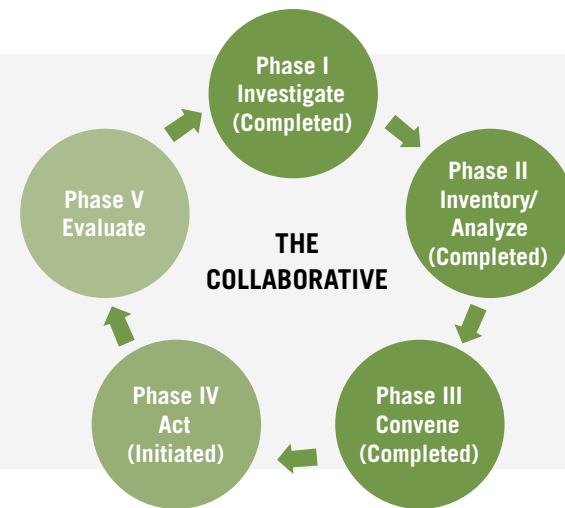 Phase I
Investigate
(Completed)
Phase II
Inventory/
Analyze
(Completed)
Phase III
Convene
(Completed)
Phase IV
Act
(Initiated)
Phase V
Evaluate
THE
COLLABORATIVE